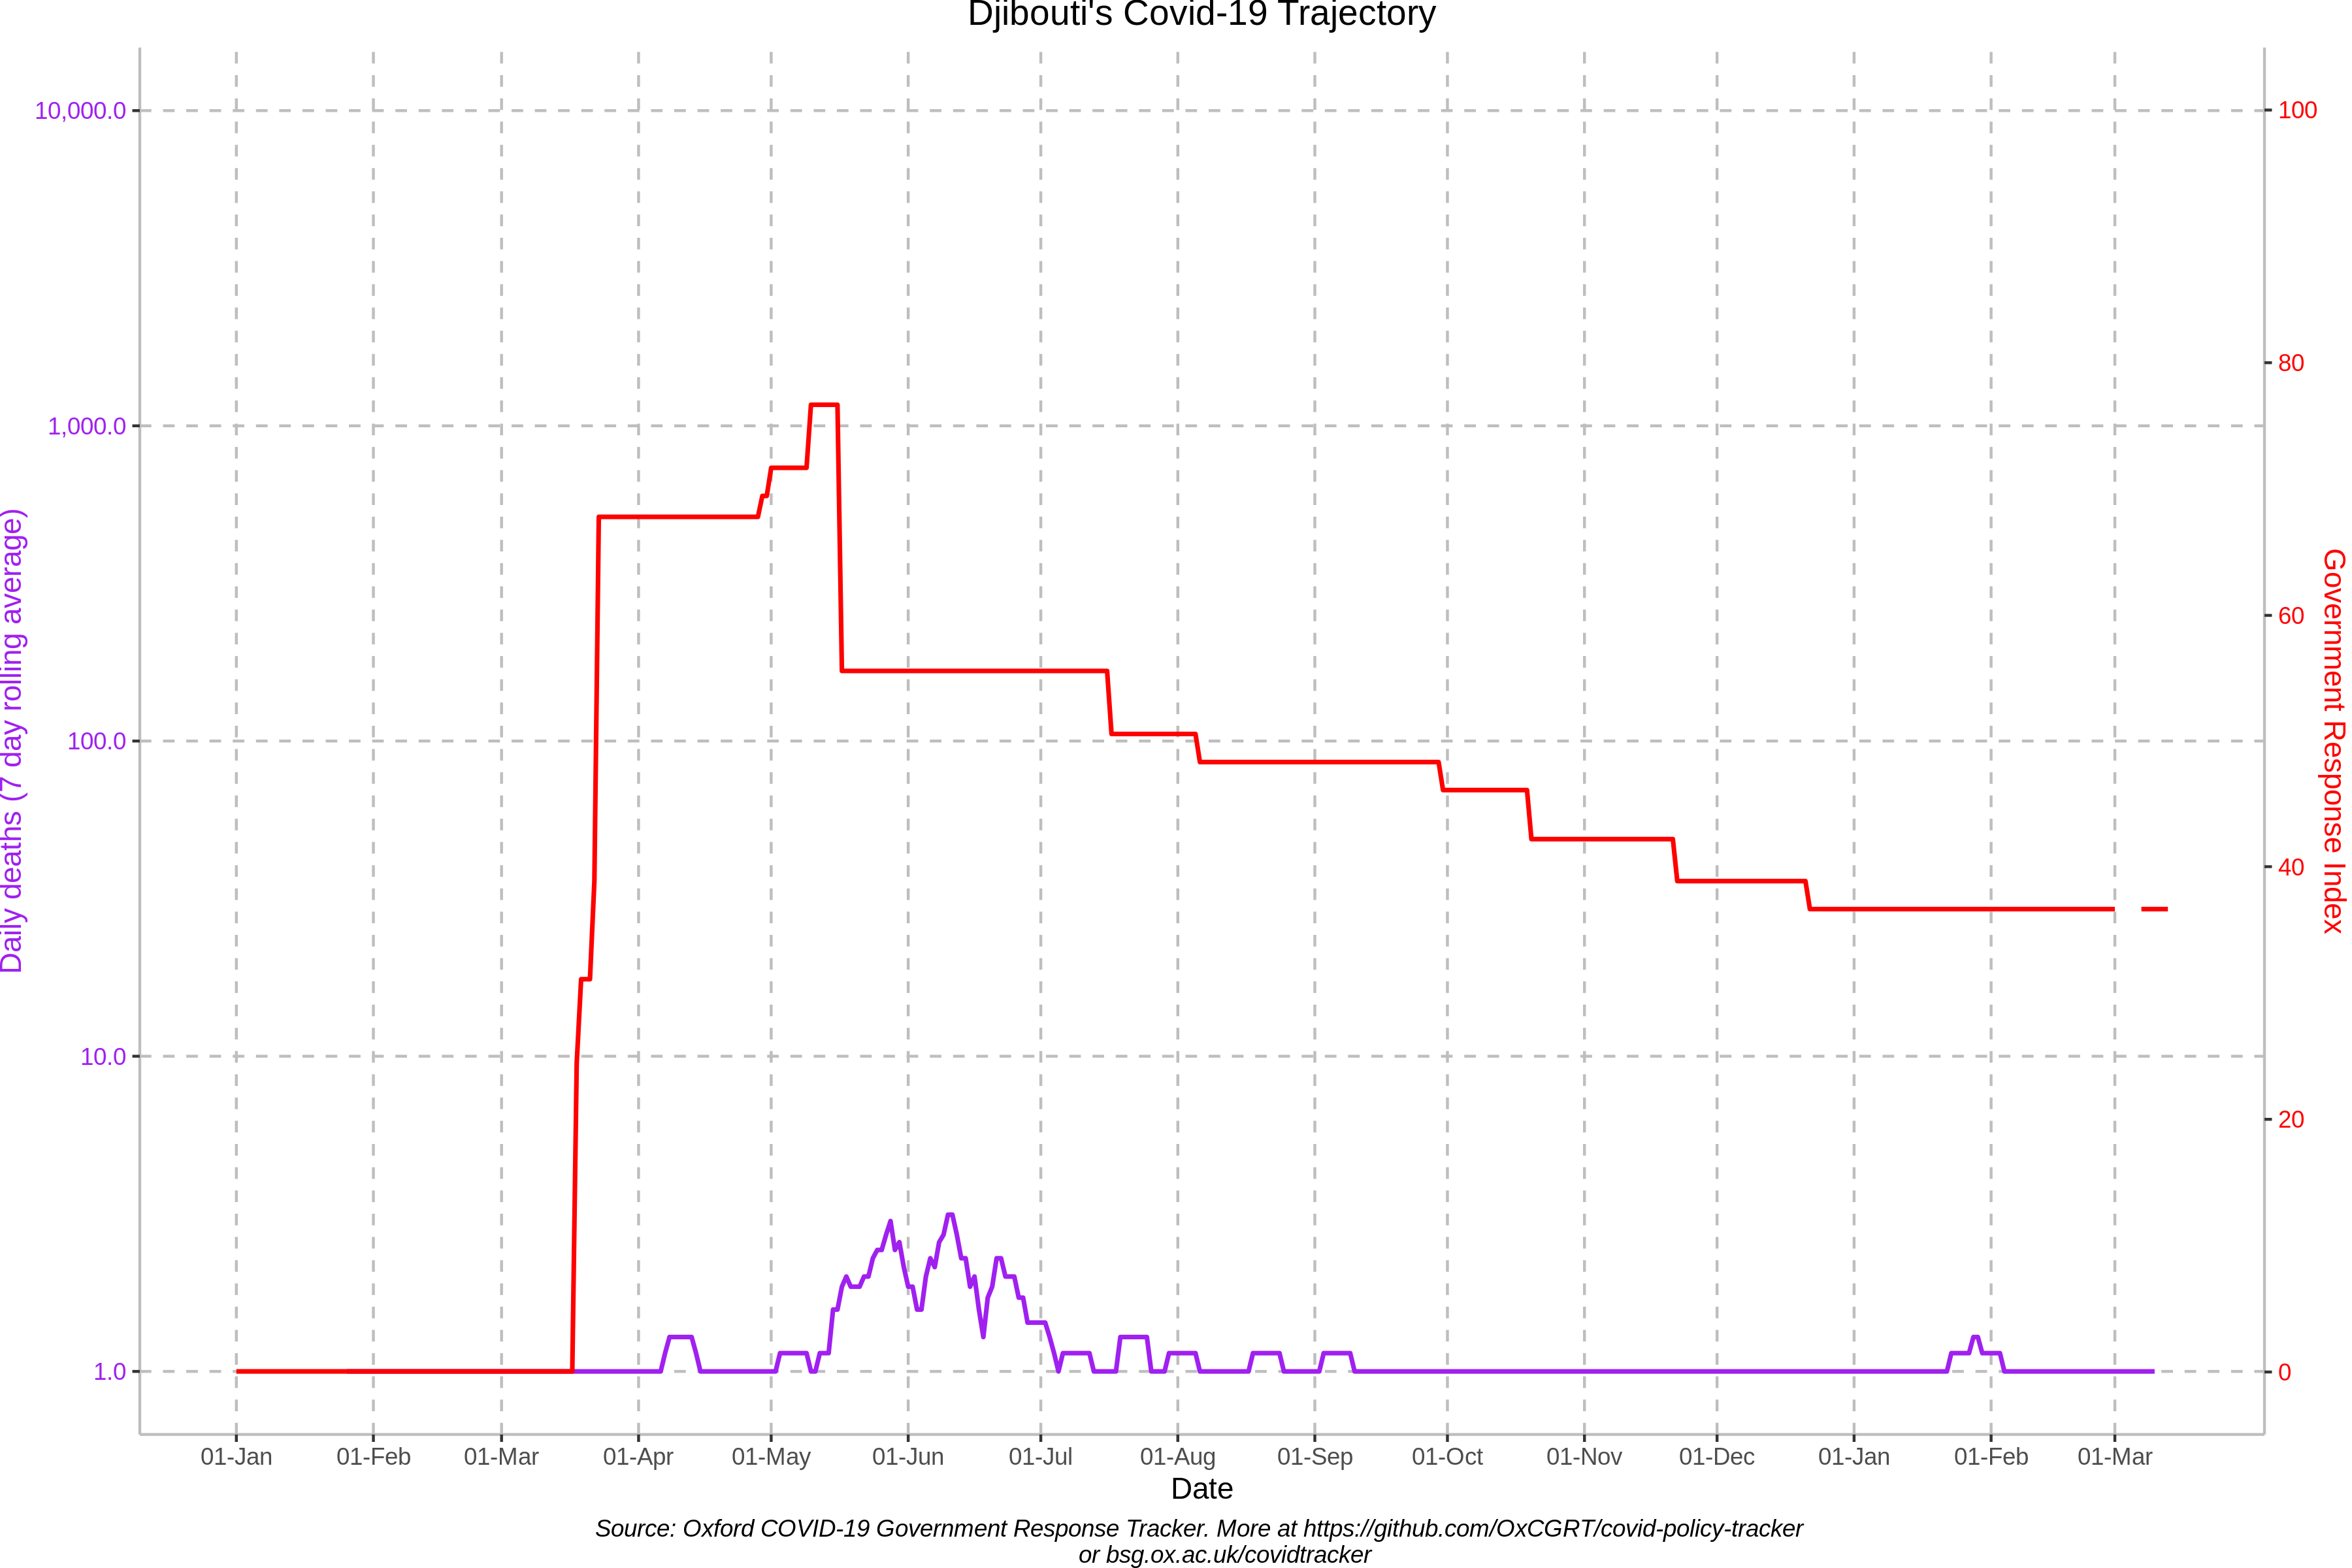 Djibouti's Covid-19 Trajectory
10,000.0
1,000.0
100.0
10.0
1.0
Daily deaths (7 day rolling average)
100
80
60
40
20
0
Government Response Index
01-Jan 01-Feb 01-Mar 01-Apr 01-May 01-Jun 01-Jul 01-Aug 01-Sep 01-Oct 01-Nov 01-Dec 01-Jan 01-Feb 01-Mar
Date
Source: Oxford COVID-19 Government Response Tracker. More at https://github.com/OxCGRT/covid-policy-tracker
or bsg.ox.ac.uk/covidtracker